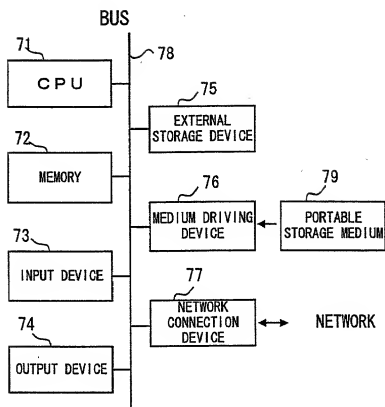 BUS
71
78
CPU
75
EXTERNAL
STORAGE DEVICE
72
MEMORY
76
79
MEDIUM DRIVING
DEVICE
PORTABLE
STORAGE MEDIUM
73
INPUT DEVICE
77
NETWORK
CONNECTION
DEVICE
NETWORK
74
OUTPUT DEVICE